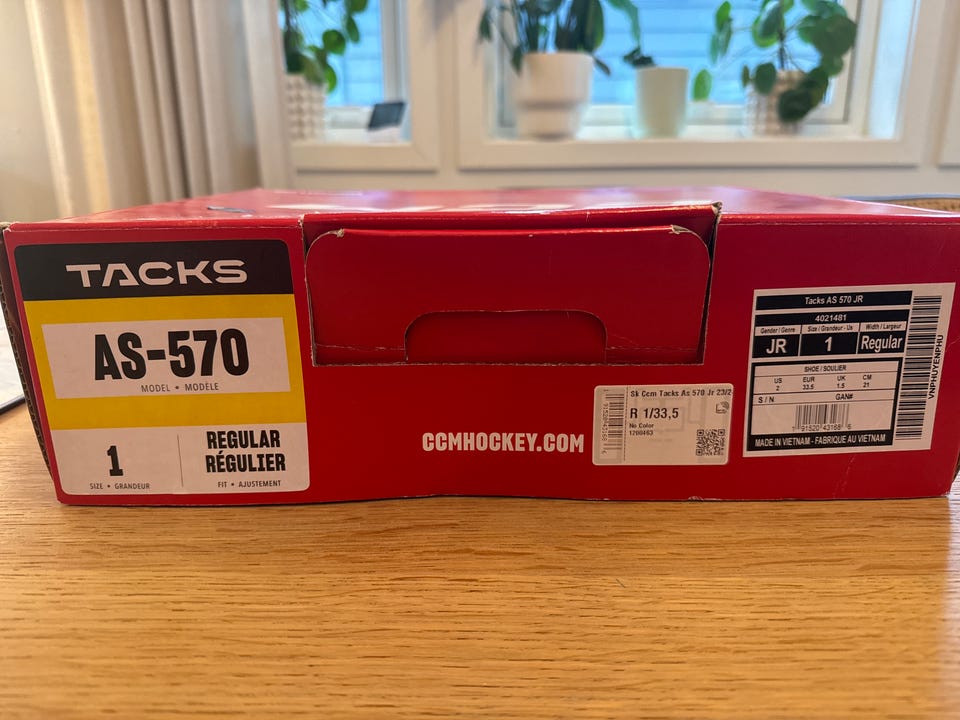 TACKS
AS-570
MODEL • MODÈLE
1
SIZE • GRANDEUR
REGULAR
RÉGULIER
FIT • AJUSTEMENT
CCMHOCKEY.COM
Sk Ccm Tacks As 570 Jr 23/2
R 1/33,5
No Color
1298463
Tacks AS 570 JR
4021481
Gender / Genre Size / Grandeur - Us Width / Largeur
JR 1 Regular
SHOE / SOULIER
US EUR UK CM
2 33.5 1.5 21
S / N GAN#
MADE IN VIETNAM - FABRIQUE AU VIETNAM
VNPHUYENPHU